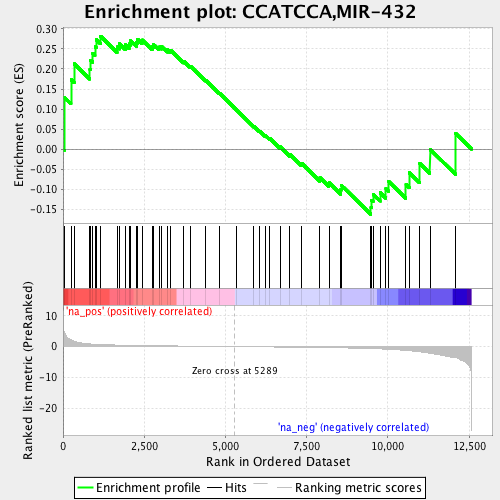 Enrichment plot: CCATCCA,MIR-432
Enrichment score (ES)
0.30
0.25
0.20
0.15
0.10
0.05
0.00
-0.05
-0.10
-0.15
'na_pos' (positively correlated)
Ranked list metric (PreRanked)
10
5
0
-5
-10
-15
-20
Zero cross at 5289
'na_neg' (negatively correlated)
0
2,500
5,000
7,500
10,000
12,500
Rank in Ordered Dataset
Enrichment profile
Hits
Ranking metric scores